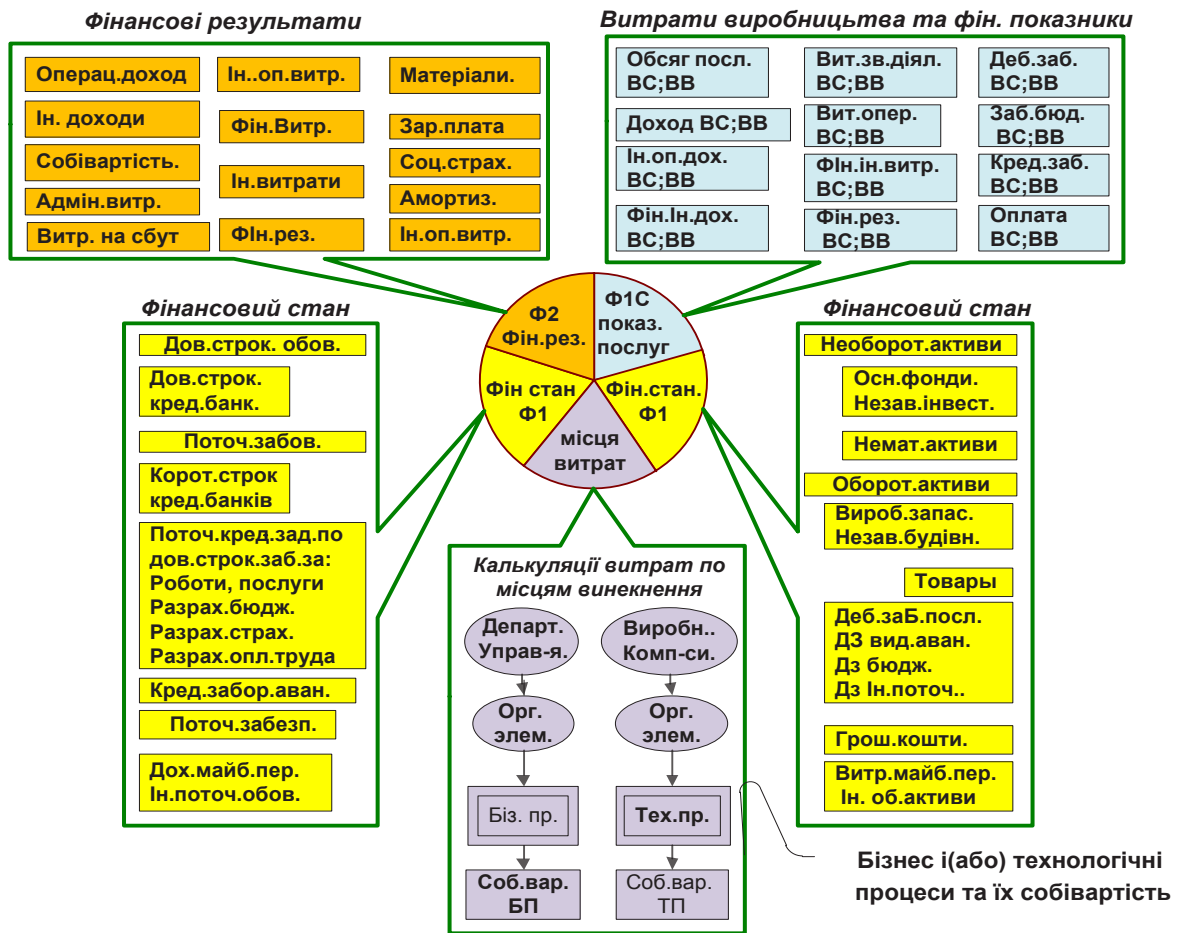 Фінансові результати
Операц.доход
Ін. доходи
Собівартість.
Адмін.витр.
Витр. на сбут
Ін..оп.витр.
Фін.Витр.
Ін.витрати
ФІн.рез.
Матеріали.
Зар.плата
Соц.страх.
Амортиз.
Ін.оп.витр.
Витрати виробницьтва та фін. показники
Обсяг посл.
ВС;ВВ
Доход ВС;ВВ
Ін.оп.дох.
ВС;ВВ
Фін.Ін.дох.
ВС;ВВ
Вит.зв.діял.
ВС;ВВ
Вит.опер.
ВС;ВВ
ФІн.ін.витр.
ВС;ВВ
Фін.рез.
ВС;ВВ
Деб.заб.
ВС;ВВ
Заб.бюд.
ВС;ВВ
Кред.заб.
ВС;ВВ
Оплата
ВС;ВВ
Ф2
Фін.рез.
Ф1С
показ.
послуг
Фін стан
Ф1
Фін.стан.
Ф1
місця
витрат
Фінансовий стан
Дов.строк. обов.
Дов.строк.
кред.банк.
Поточ.забов.
Корот.строк
кред.банків
Поточ.кред.зад.по
дов.строк.заб.за:
Роботи, послуги
Разрах.бюдж.
Разрах.страх.
Разрах.опл.труда
Кред.забор.аван.
Поточ.забезп.
Дох.майб.пер.
Ін.поточ.обов.
Калькуляції витрат по
місцям винекнення
Департ.
Управ-я.
Орг.
элем.
Біз. пр.
Соб.вар.
БП
Виробн..
Комп-си.
Орг.
элем.
Тех.пр.
Соб.вар.
ТП
Фінансовий стан
Необорот.активи
Осн.фонди.
Незав.інвест.
Немат.активи
Оборот.активи
Вироб.запас.
Незав.будівн.
Товары
Деб.заБ.посл.
ДЗ вид.аван.
Дз бюдж.
Дз Ін.поточ..
Грош.кошти.
Витр.майб.пер.
Ін. об.активи
Бізнес і(або) технологічні
процеси та їх собівартість